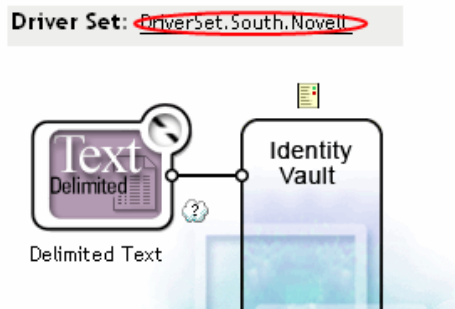 Driver Set: DriverSet.South.Novell
Text
Delimited
Identity
Vault
?
Delimited Text